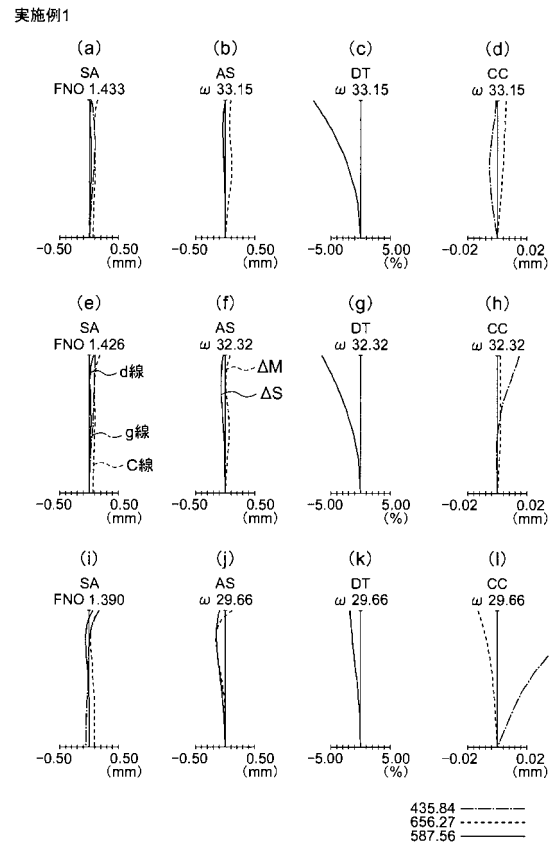 実施例1
(a) (b) (c) (d)
SA AS DT CC
FNO 1.433 ω 33.15 ω 33.15 ω 33.15
−0.50 0.50 −0.50 0.50 −5.00 5.00 −0.02 0.02
(mm) (mm) (%) (mm)
(e) (f) (g) (h)
SA AS DT CC
FNO 1.426 ω 32.32 ω 32.32 ω 32.32
d線 ΔM
ΔS
g線
C線
−0.50 0.50 −0.50 0.50 −5.00 5.00 −0.02 0.02
(mm) (mm) (%) (mm)
(i) (j) (k) (l)
SA AS DT CC
FNO 1.390 ω 29.66 ω 29.66 ω 29.66
−0.50 0.50 −0.50 0.50 −5.00 5.00 −0.02 0.02
(mm) (mm) (%) (mm)
435.84
656.27
587.56